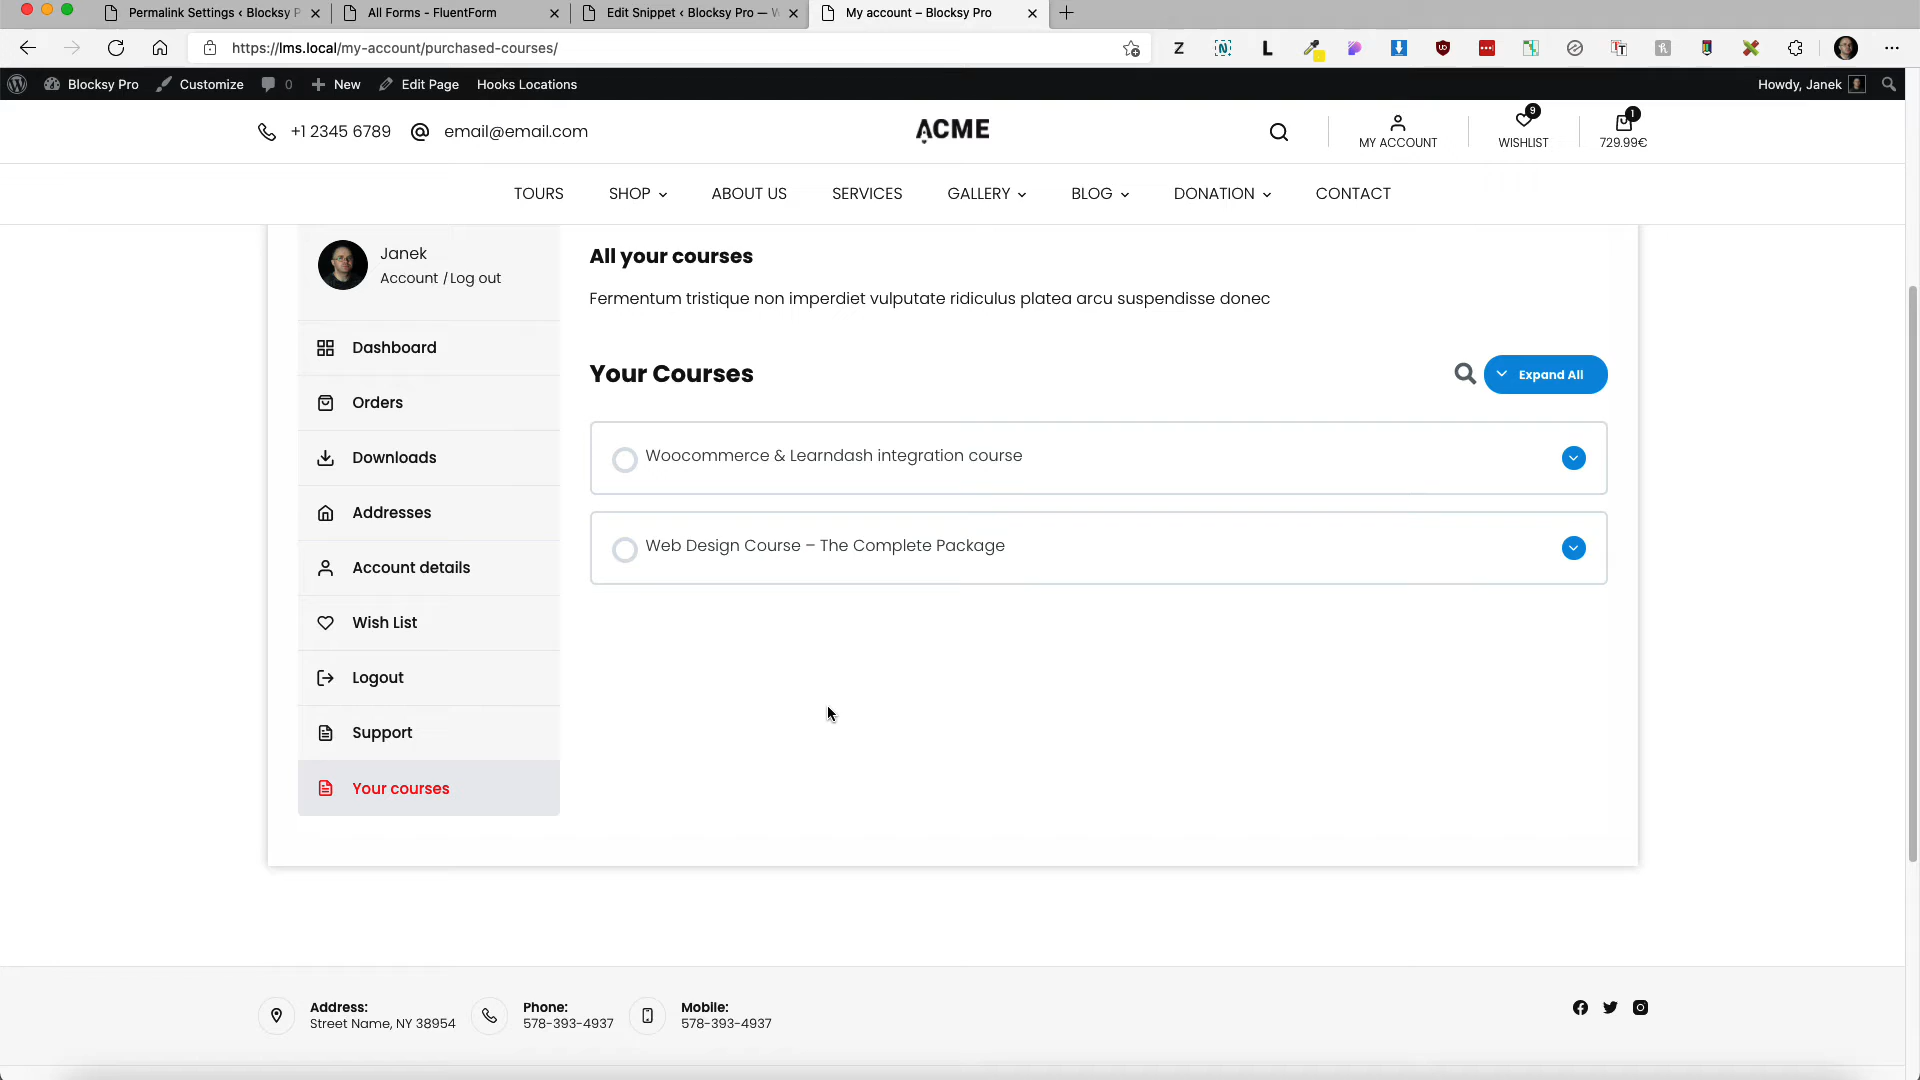 Permalink Settings ‹ Blocksy P
All Forms - FluentForm
Edit Snippet ‹ Blocksy Pro — W
My account – Blocksy Pro
https://lms.local/my-account/purchased-courses/
Blocksy Pro
Customize
0
New
Edit Page
Hooks Locations
Howdy, Janek
+1 2345 6789
email@email.com
ACME
MY ACCOUNT
9
WISHLIST
1
729.99€
TOURS
SHOP
ABOUT US
SERVICES
GALLERY
BLOG
DONATION
CONTACT
Janek
Account / Log out
Dashboard
Orders
Downloads
Addresses
Account details
Wish List
Logout
Support
Your courses
All your courses
Fermentum tristique non imperdiet vulputate ridiculus platea arcu suspendisse donec
Your Courses
Expand All
Woocommerce & Learndash integration course
Web Design Course – The Complete Package
Address:
Street Name, NY 38954
Phone:
578-393-4937
Mobile:
578-393-4937